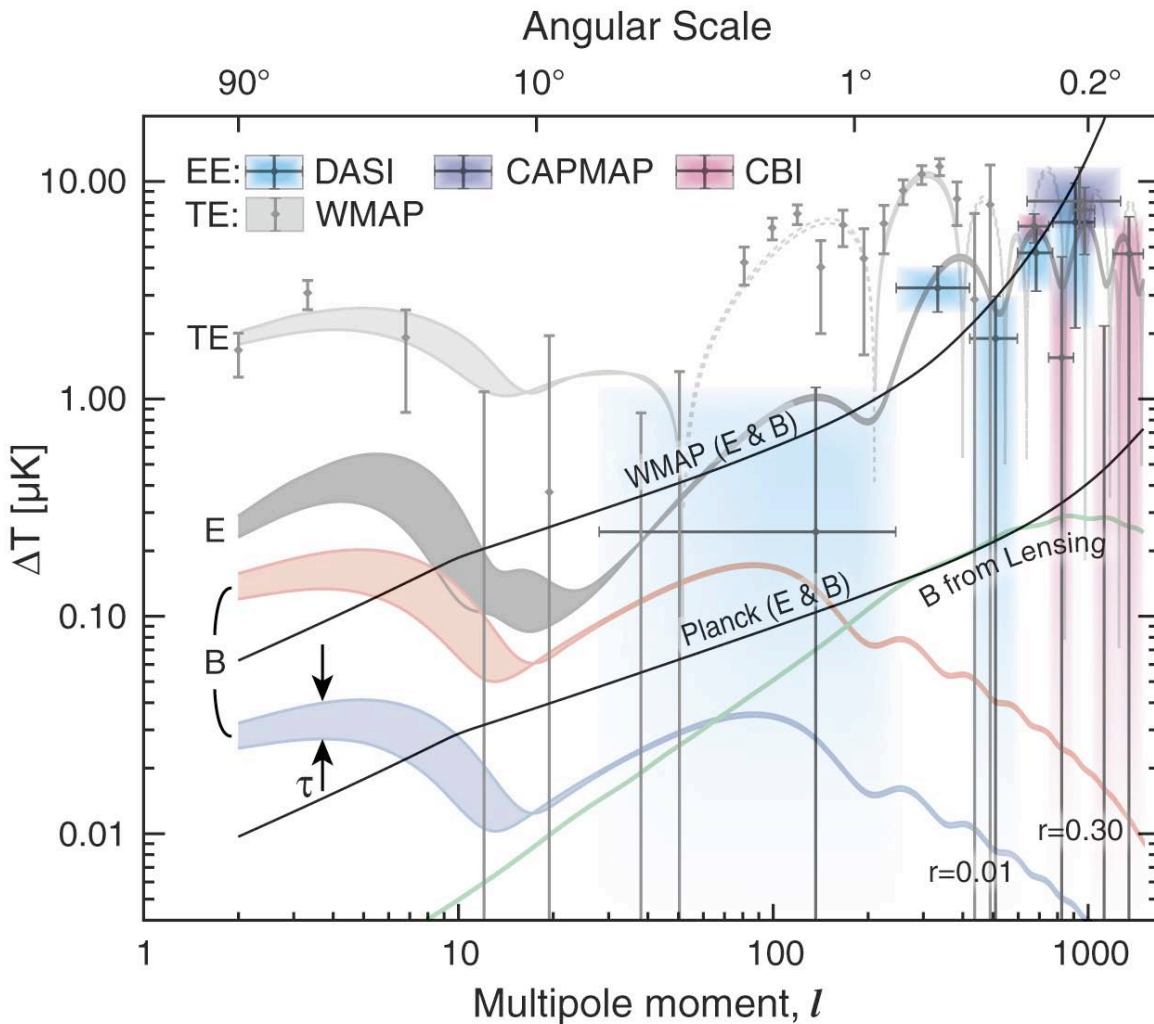 Angular Scale
90° 10° 1° 0.2°
EE: DASI CAPMAP CBI
TE: WMAP
10.00
1.00
0.10
0.01
ΔT [μK]
TE
E
B
τ
WMAP (E & B)
Planck (E & B)
B from Lensing
r=0.30
r=0.01
1 10 100 1000
Multipole moment, l